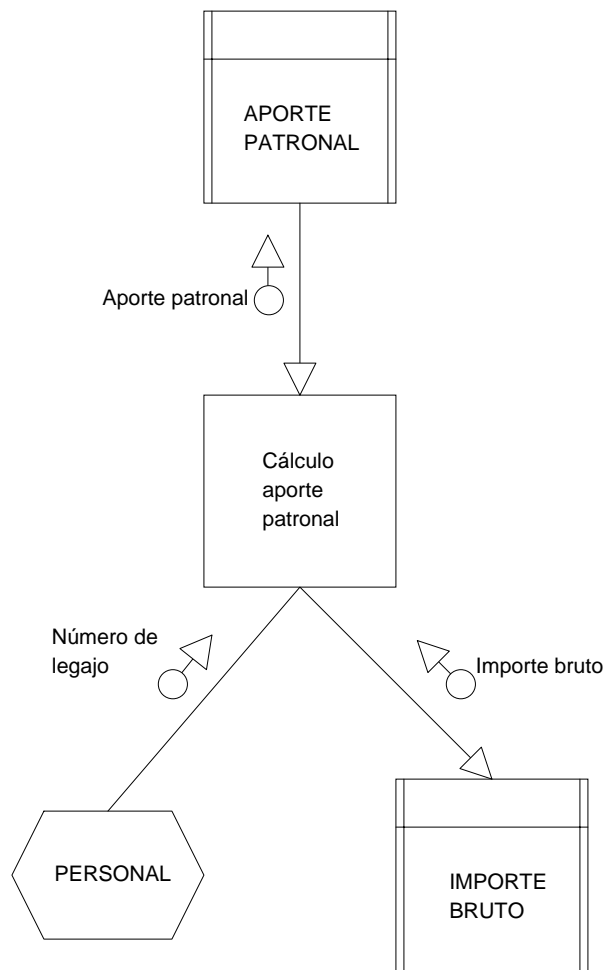 APORTE
PATRONAL
Aporte patronal
Cálculo
aporte
patronal
Número de
legajo
Importe bruto
PERSONAL
IMPORTE
BRUTO